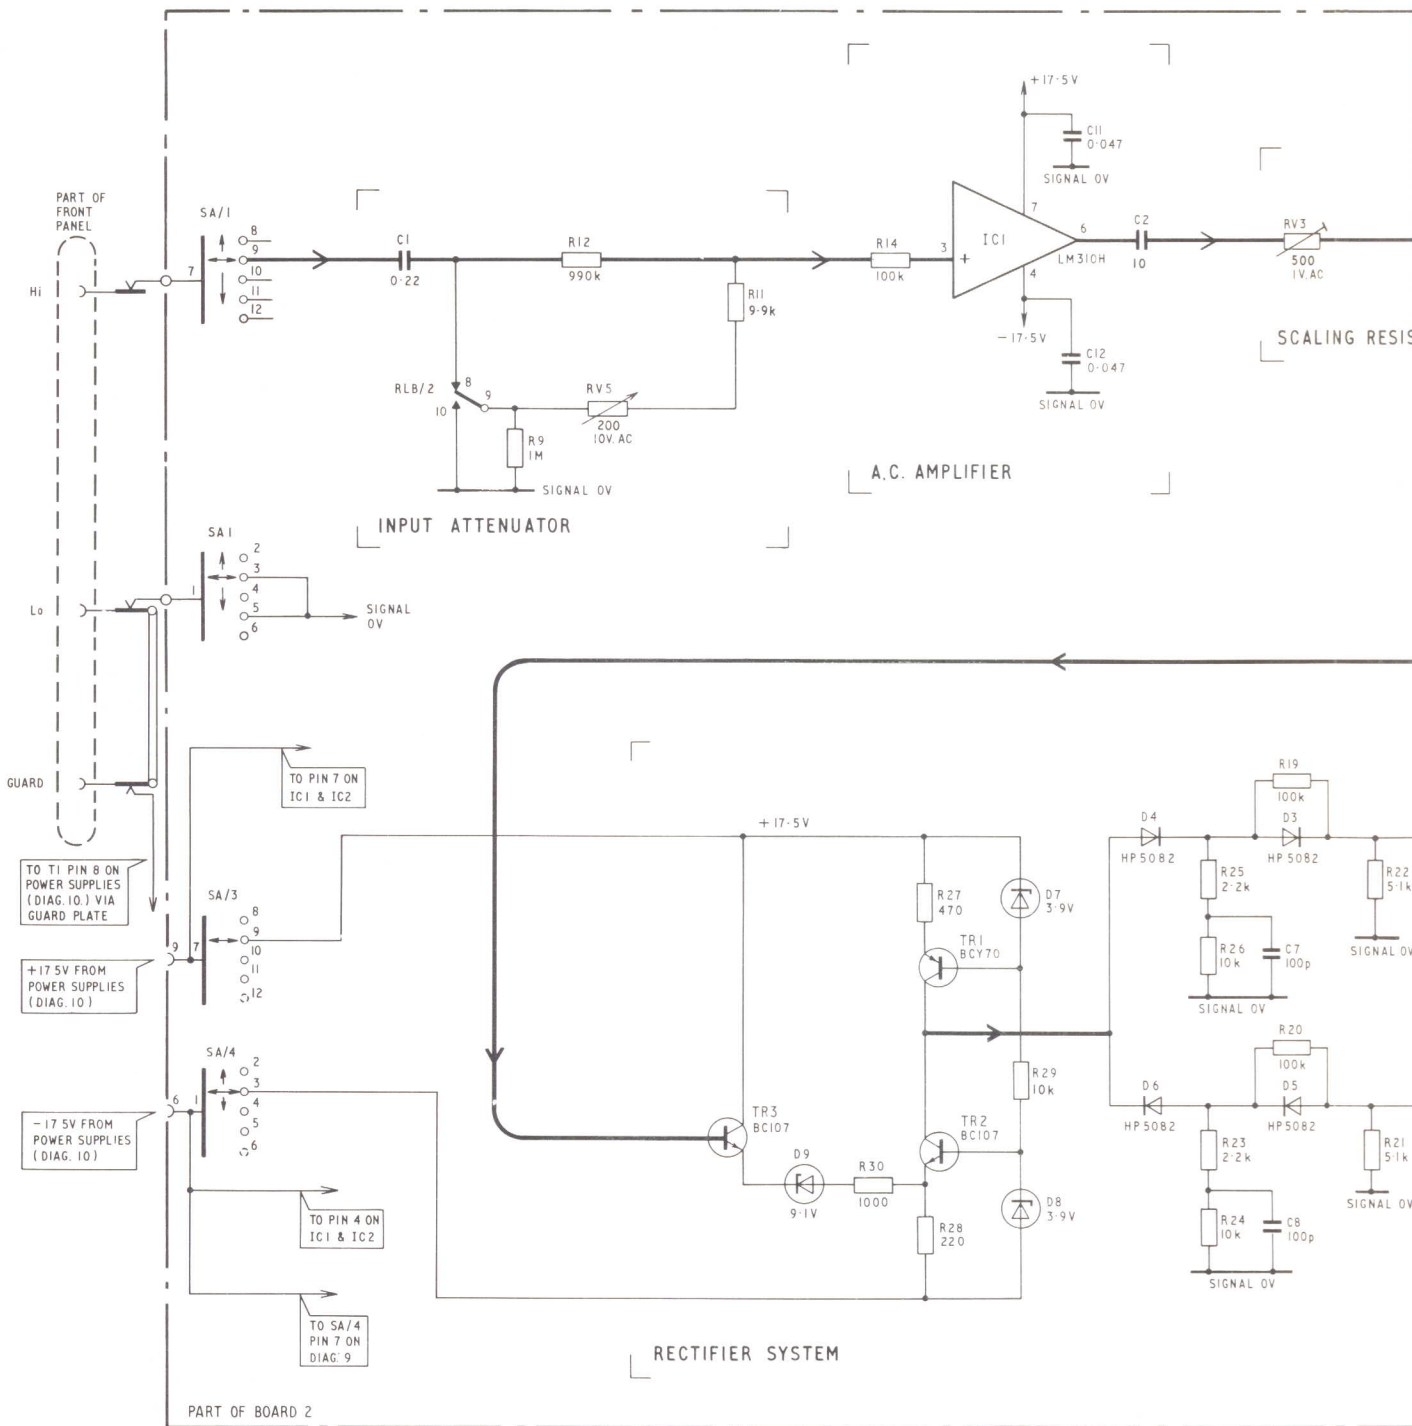 PART OF
FRONT
PANEL
Hi
Lo
GUARD
SA/1
7
8
9
10
11
12
C1
0·22
R12
990k
R11
9·9k
RLB/2
8
9
10
RV5
200
10V. AC
R9
1M
SIGNAL 0V
INPUT ATTENUATOR
R14
100k
3
+
IC1
LM310H
7
6
4
+17·5V
C11
0·047
SIGNAL 0V
-17·5V
C12
0·047
SIGNAL 0V
A.C. AMPLIFIER
C2
10
RV3
500
1V. AC
SCALING RESIS
SA1
1
2
3
4
5
6
SIGNAL
0V
TO PIN 7 ON
IC1 & IC2
TO T1 PIN 8 ON
POWER SUPPLIES
(DIAG. 10.) VIA
GUARD PLATE
SA/3
9
7
8
9
10
11
12
+17 5V FROM
POWER SUPPLIES
(DIAG. 10)
SA/4
6
1
2
3
4
5
6
-17 5V FROM
POWER SUPPLIES
(DIAG. 10)
TO PIN 4 ON
IC1 & IC2
TO SA/4
PIN 7 ON
DIAG. 9
+17·5V
R27
470
D7
3·9V
TR1
BCY70
R29
10k
TR3
BC107
TR2
BC107
D9
9·1V
R30
1000
R28
220
D8
3·9V
RECTIFIER SYSTEM
D4
HP5082
R19
100k
D3
HP5082
R25
2·2k
R22
5·1k
R26
10k
C7
100p
SIGNAL 0V
SIGNAL 0V
R20
100k
D6
HP5082
D5
HP5082
R23
2·2k
R21
5·1k
R24
10k
C8
100p
SIGNAL 0V
SIGNAL 0V
PART OF BOARD 2